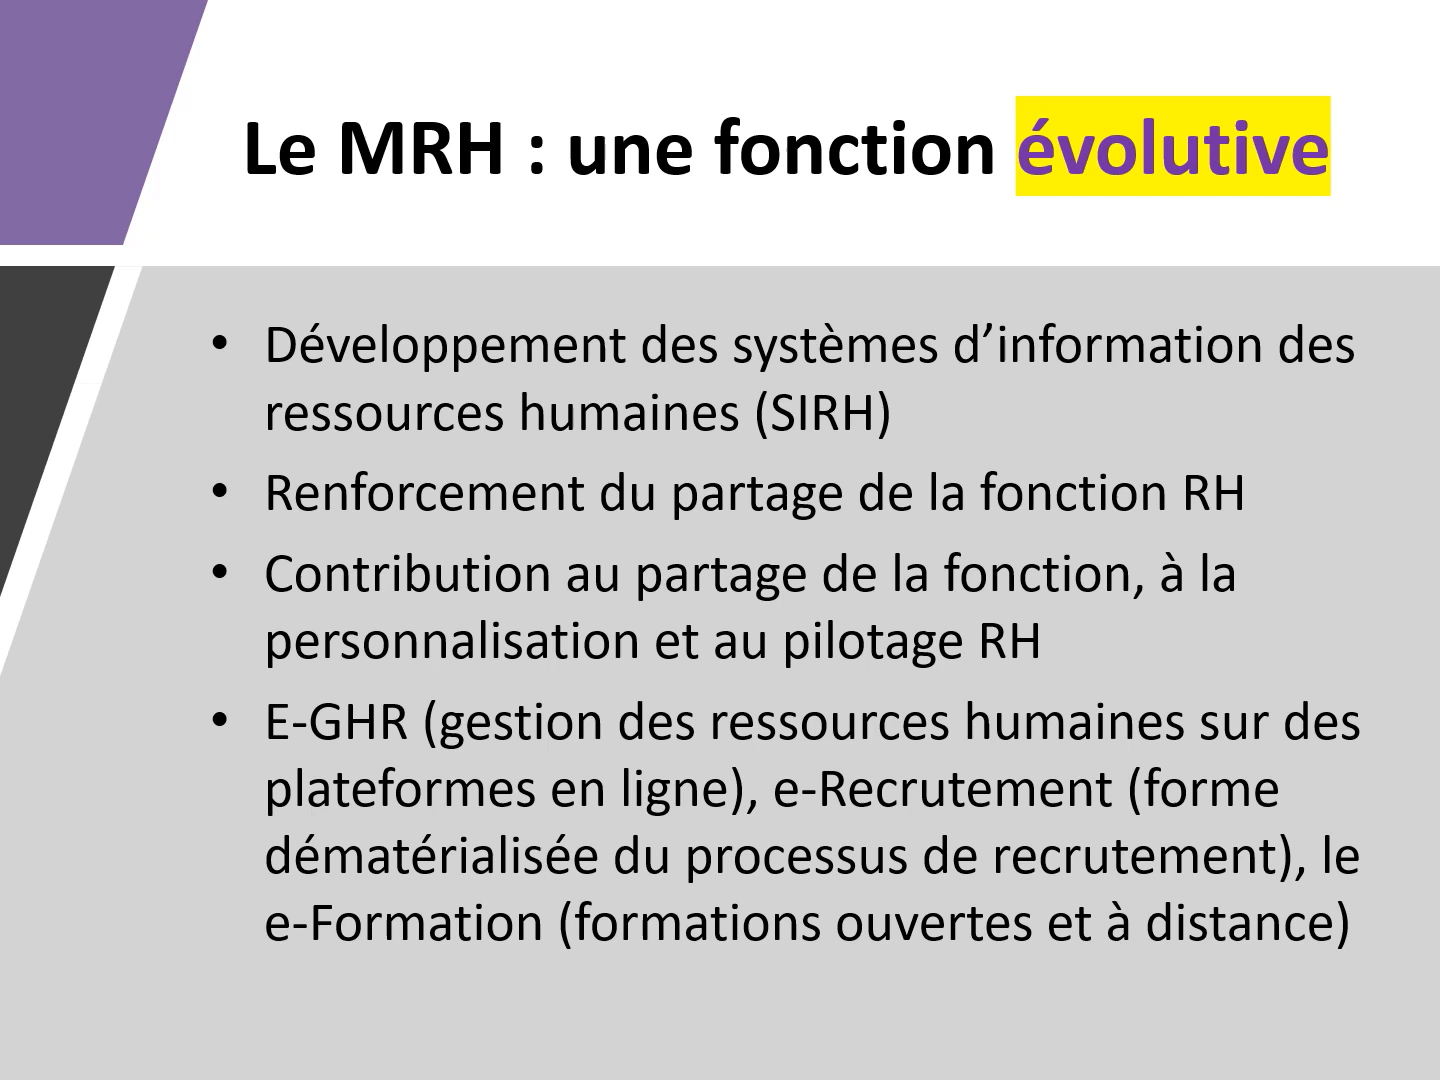 Le MRH : une fonction évolutive
• Développement des systèmes d’information des
ressources humaines (SIRH)
• Renforcement du partage de la fonction RH
• Contribution au partage de la fonction, à la
personnalisation et au pilotage RH
• E-GHR (gestion des ressources humaines sur des
plateformes en ligne), e-Recrutement (forme
dématérialisée du processus de recrutement), le
e-Formation (formations ouvertes et à distance)